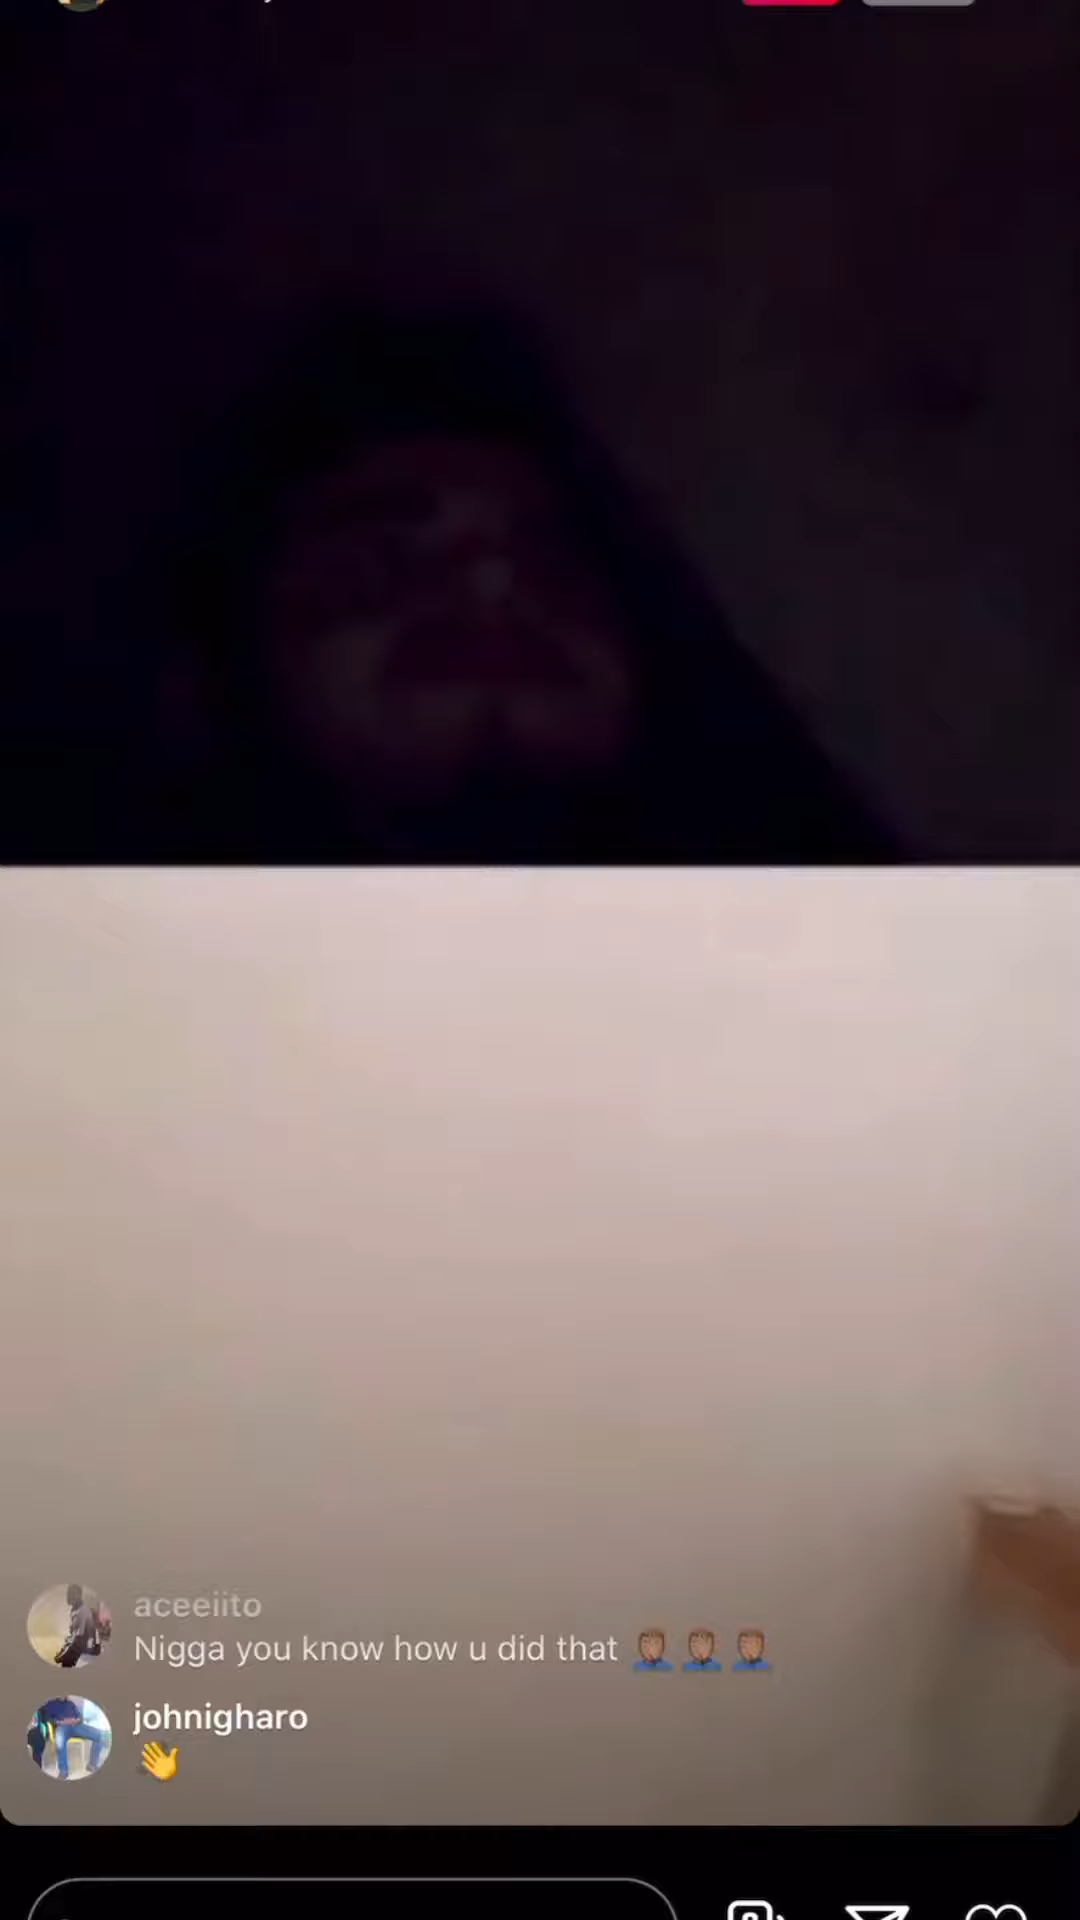 aceeiito
Nigga you know how u did that 🤦🏽‍♂️🤦🏽‍♂️🤦🏽‍♂️
johnigharo
👋